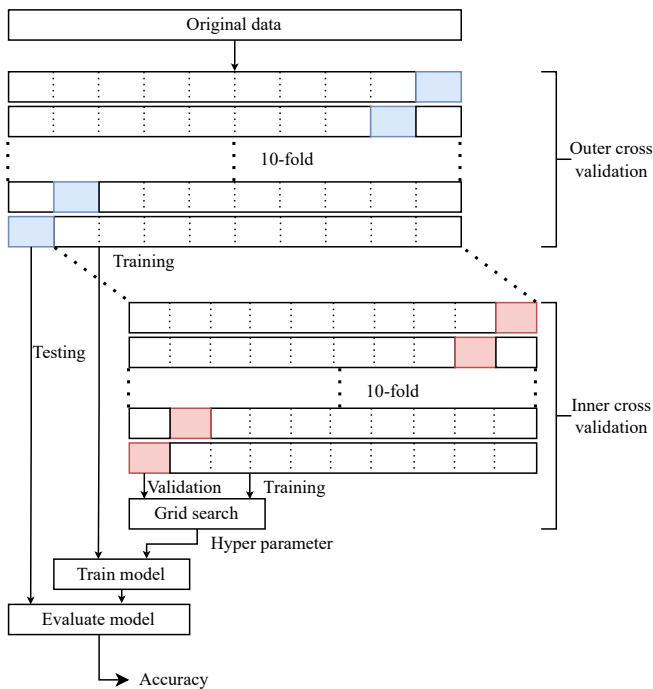 Original data
Outer cross
validation
10-fold
Training
Testing
10-fold
Inner cross
validation
Validation
Training
Grid search
Hyper parameter
Train model
Evaluate model
Accuracy